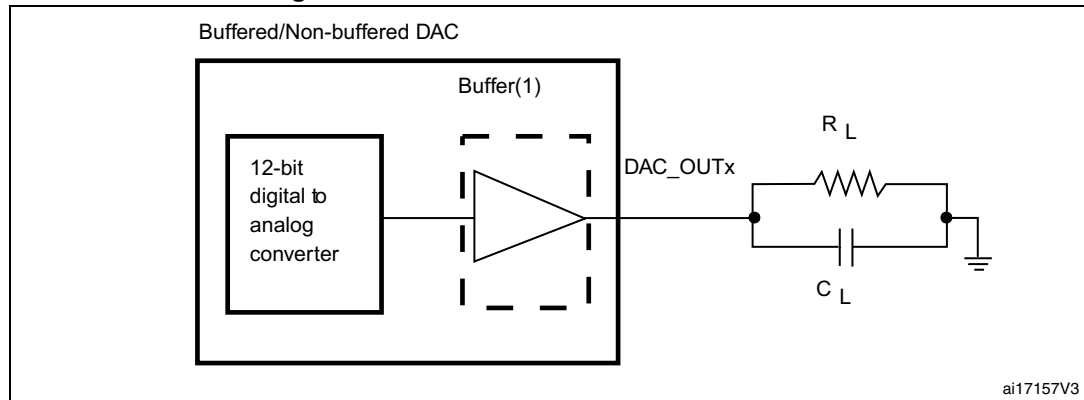 Buffered/Non-buffered DAC
Buffer(1)
12-bit
digital to
analog
converter
DAC_OUTx
R L
C L
ai17157V3